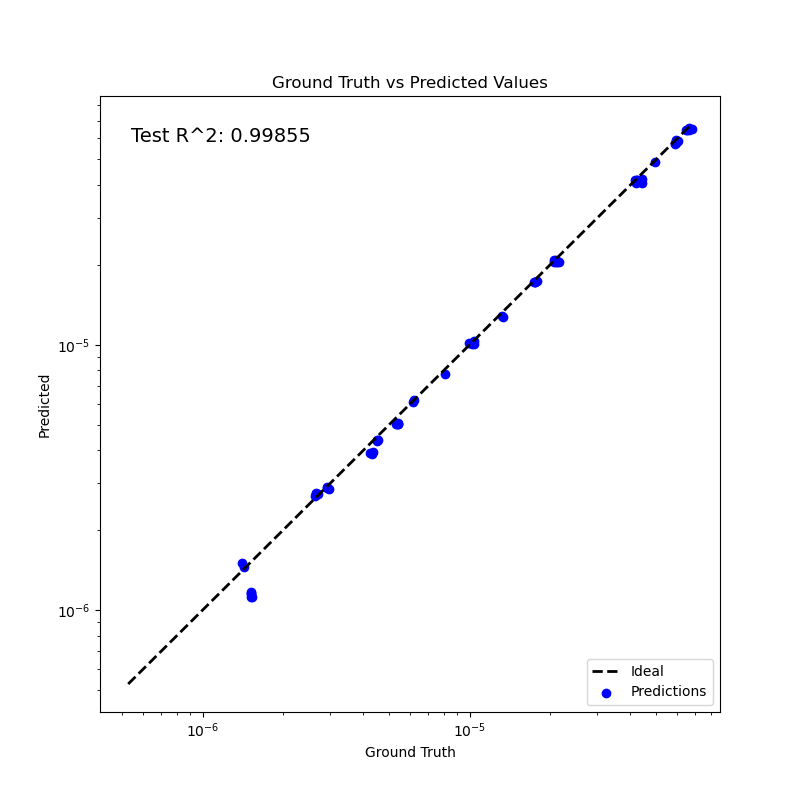 Ground Truth vs Predicted Values
Test R^2: 0.99855
Predicted
10⁻⁵
10⁻⁶
Ideal
Predictions
10⁻⁶
10⁻⁵
Ground Truth